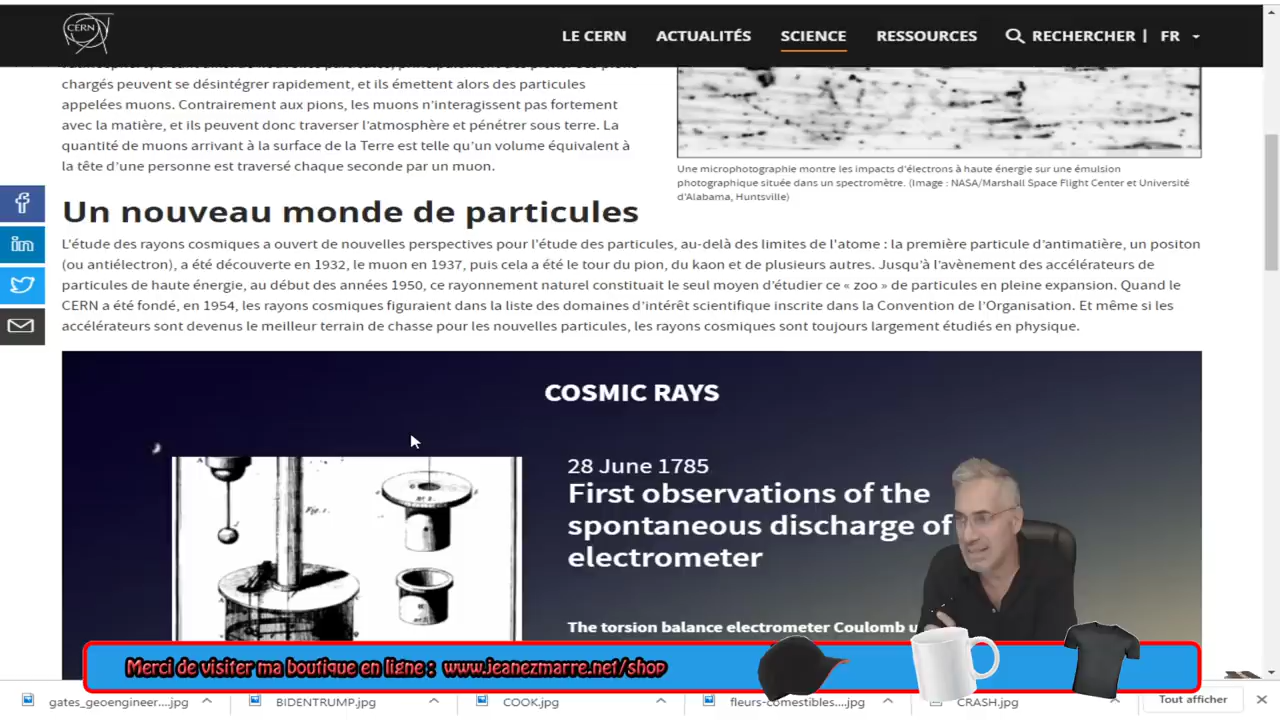 CERN
LE CERN ACTUALITÉS SCIENCE RESSOURCES RECHERCHER | FR
chargés peuvent se désintégrer rapidement, et ils émettent alors des particules
appelées muons. Contrairement aux pions, les muons n'interagissent pas fortement
avec la matière, et ils peuvent donc traverser l'atmosphère et pénétrer sous terre. La
quantité de muons arrivant à la surface de la Terre est telle qu'un volume équivalent à
la tête d'une personne est traversé chaque seconde par un muon.
Une microphotographie montre les impacts d'électrons à haute énergie sur une émulsion
photographique située dans un spectromètre. (Image : NASA/Marshall Space Flight Center et Université
d'Alabama, Huntsville)
Un nouveau monde de particules
L'étude des rayons cosmiques a ouvert de nouvelles perspectives pour l'étude des particules, au-delà des limites de l'atome : la première particule d'antimatière, un positon
(ou antiélectron), a été découverte en 1932, le muon en 1937, puis cela a été le tour du pion, du kaon et de plusieurs autres. Jusqu'à l'avènement des accélérateurs de
particules de haute énergie, au début des années 1950, ce rayonnement naturel constituait le seul moyen d'étudier ce « zoo » de particules en pleine expansion. Quand le
CERN a été fondé, en 1954, les rayons cosmiques figuraient dans la liste des domaines d'intérêt scientifique inscrite dans la Convention de l'Organisation. Et même si les
accélérateurs sont devenus le meilleur terrain de chasse pour les nouvelles particules, les rayons cosmiques sont toujours largement étudiés en physique.
COSMIC RAYS
28 June 1785
First observations of the
spontaneous discharge of
electrometer
The torsion balance electrometer Coulomb
Merci de visiter ma boutique en ligne : www.jeanezmarre.net/shop
gates_geoengineer....jpg BIDENTRUMP.jpg COOK.jpg fleurs-comestibles....jpg CRASH.jpg Tout afficher